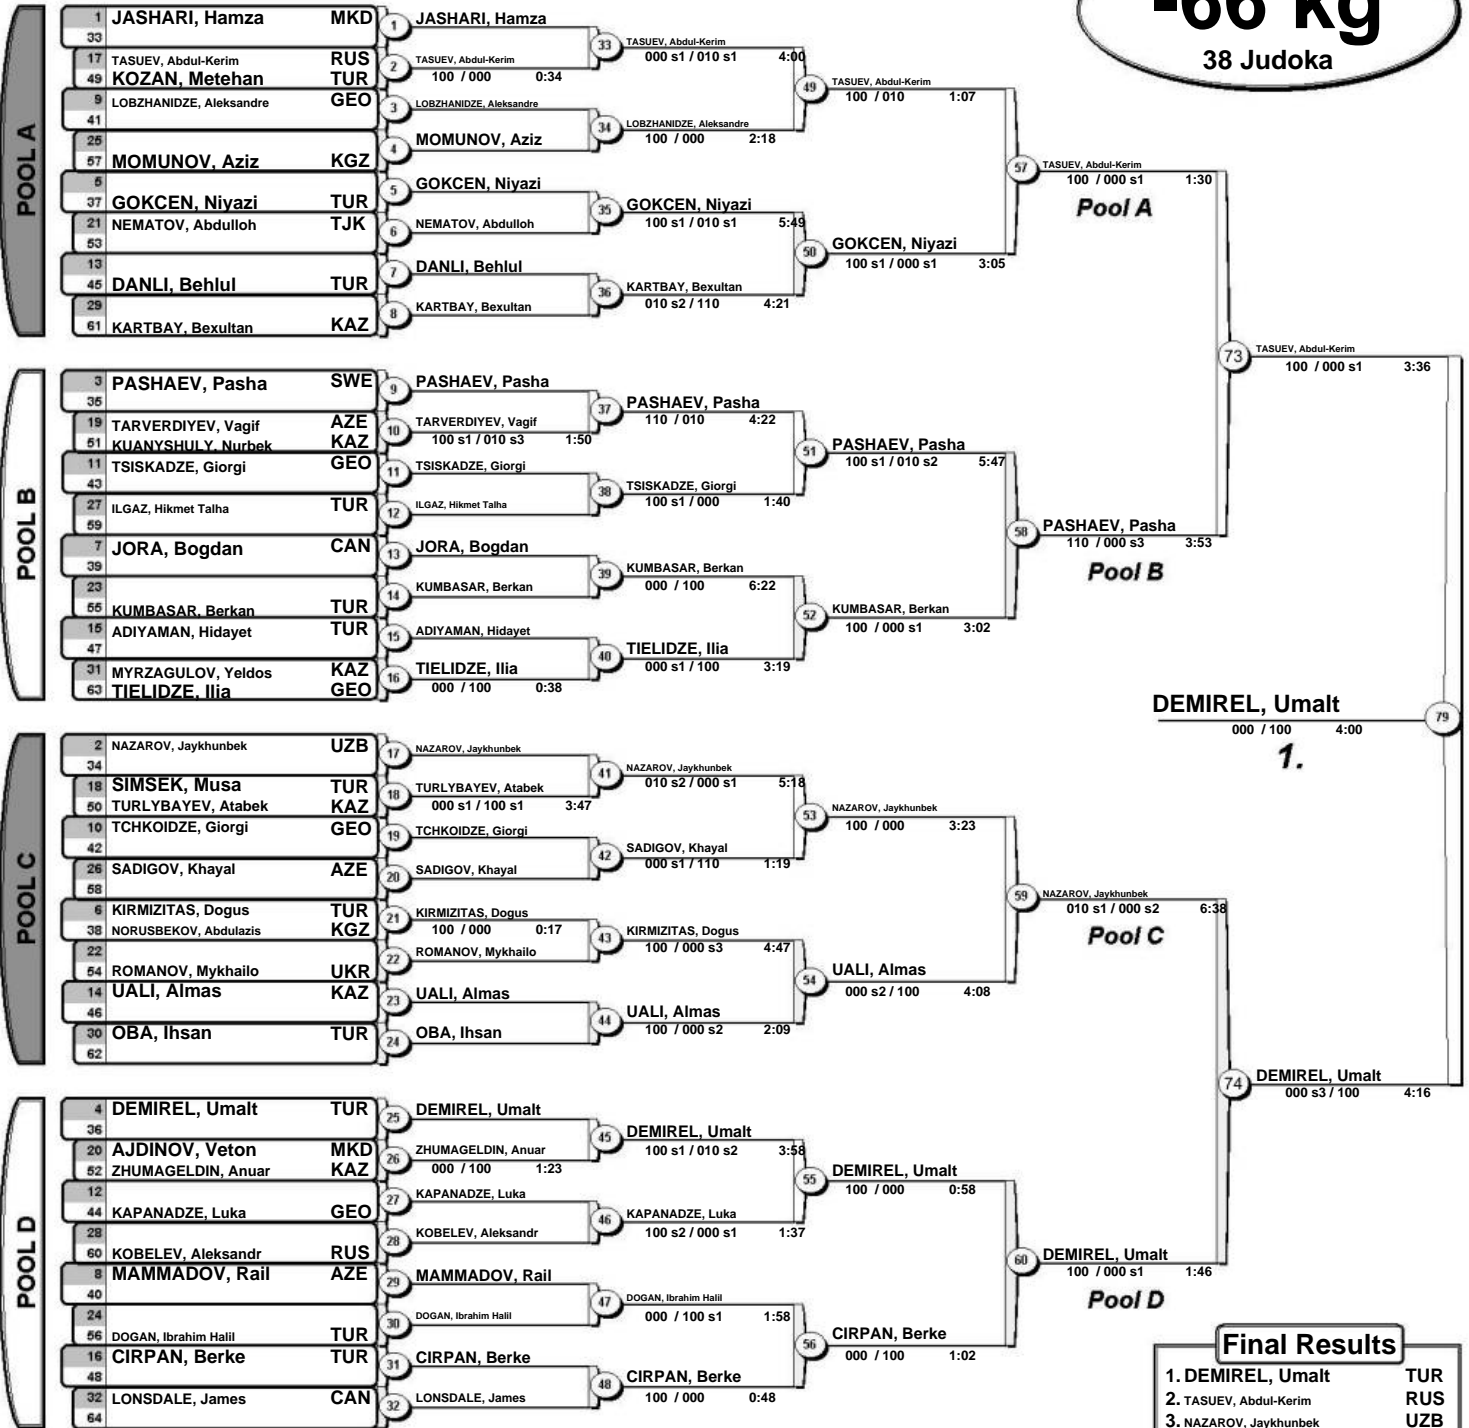 -66 kg
38 Judoka
POOL A
1 JASHARI, Hamza MKD
33
17 TASUEV, Abdul-Kerim RUS
49 KOZAN, Metehan TUR
9 LOBZHANIDZE, Aleksandre GEO
41
25
57 MOMUNOV, Aziz KGZ
5
37 GOKCEN, Niyazi TUR
21 NEMATOV, Abdulloh TJK
53
13
45 DANLI, Behlul TUR
29
61 KARTBAY, Bexultan KAZ
1 JASHARI, Hamza
2 TASUEV, Abdul-Kerim
100 / 000 0:34
3 LOBZHANIDZE, Aleksandre
4 MOMUNOV, Aziz
5 GOKCEN, Niyazi
6 NEMATOV, Abdulloh
7 DANLI, Behlul
8 KARTBAY, Bexultan
33 TASUEV, Abdul-Kerim
000 s1 / 010 s1 4:00
34 LOBZHANIDZE, Aleksandre
100 / 000 2:18
35 GOKCEN, Niyazi
100 s1 / 010 s1 5:49
36 KARTBAY, Bexultan
010 s2 / 110 4:21
49 TASUEV, Abdul-Kerim
100 / 010 1:07
50 GOKCEN, Niyazi
100 s1 / 000 s1 3:05
57 TASUEV, Abdul-Kerim
100 / 000 s1 1:30
Pool A
POOL B
3 PASHAEV, Pasha SWE
35
19 TARVERDIYEV, Vagif AZE
51 KUANYSHULY, Nurbek KAZ
11 TSISKADZE, Giorgi GEO
43
27 ILGAZ, Hikmet Talha TUR
59
7 JORA, Bogdan CAN
39
23
55 KUMBASAR, Berkan TUR
15 ADIYAMAN, Hidayet TUR
47
31 MYRZAGULOV, Yeldos KAZ
63 TIELIDZE, Ilia GEO
9 PASHAEV, Pasha
10 TARVERDIYEV, Vagif
100 s1 / 010 s3 1:50
11 TSISKADZE, Giorgi
12 ILGAZ, Hikmet Talha
13 JORA, Bogdan
14 KUMBASAR, Berkan
15 ADIYAMAN, Hidayet
16 TIELIDZE, Ilia
000 / 100 0:38
37 PASHAEV, Pasha
110 / 010 4:22
38 TSISKADZE, Giorgi
100 s1 / 000 1:40
39 KUMBASAR, Berkan
000 / 100 6:22
40 TIELIDZE, Ilia
000 s1 / 100 3:19
51 PASHAEV, Pasha
100 s1 / 010 s2 5:47
52 KUMBASAR, Berkan
100 / 000 s1 3:02
58 PASHAEV, Pasha
110 / 000 s3 3:53
Pool B
73 TASUEV, Abdul-Kerim
100 / 000 s1 3:36
DEMIREL, Umalt 79
000 / 100 4:00
1.
POOL C
2 NAZAROV, Jaykhunbek UZB
34
18 SIMSEK, Musa TUR
50 TURLYBAYEV, Atabek KAZ
10 TCHKOIDZE, Giorgi GEO
42
26 SADIGOV, Khayal AZE
58
6 KIRMIZITAS, Dogus TUR
38 NORUSBEKOV, Abdulazis KGZ
22
54 ROMANOV, Mykhailo UKR
14 UALI, Almas KAZ
46
30 OBA, Ihsan TUR
62
17 NAZAROV, Jaykhunbek
18 TURLYBAYEV, Atabek
000 s1 / 100 s1 3:47
19 TCHKOIDZE, Giorgi
20 SADIGOV, Khayal
21 KIRMIZITAS, Dogus
100 / 000 0:17
22 ROMANOV, Mykhailo
23 UALI, Almas
24 OBA, Ihsan
41 NAZAROV, Jaykhunbek
010 s2 / 000 s1 5:18
42 SADIGOV, Khayal
000 s1 / 110 1:19
43 KIRMIZITAS, Dogus
100 / 000 s3 4:47
44 UALI, Almas
100 / 000 s2 2:09
53 NAZAROV, Jaykhunbek
100 / 000 3:23
54 UALI, Almas
000 s2 / 100 4:08
59 NAZAROV, Jaykhunbek
010 s1 / 000 s2 6:38
Pool C
POOL D
4 DEMIREL, Umalt TUR
36
20 AJDINOV, Veton MKD
52 ZHUMAGELDIN, Anuar KAZ
12
44 KAPANADZE, Luka GEO
28
60 KOBELEV, Aleksandr RUS
8 MAMMADOV, Rail AZE
40
24
56 DOGAN, Ibrahim Halil TUR
16 CIRPAN, Berke TUR
48
32 LONSDALE, James CAN
64
25 DEMIREL, Umalt
26 ZHUMAGELDIN, Anuar
000 / 100 1:23
27 KAPANADZE, Luka
28 KOBELEV, Aleksandr
29 MAMMADOV, Rail
30 DOGAN, Ibrahim Halil
31 CIRPAN, Berke
32 LONSDALE, James
45 DEMIREL, Umalt
100 s1 / 010 s2 3:58
46 KAPANADZE, Luka
100 s2 / 000 s1 1:37
47 DOGAN, Ibrahim Halil
000 / 100 s1 1:58
48 CIRPAN, Berke
100 / 000 0:48
55 DEMIREL, Umalt
100 / 000 0:58
56 CIRPAN, Berke
000 / 100 1:02
60 DEMIREL, Umalt
100 / 000 s1 1:46
Pool D
74 DEMIREL, Umalt
000 s3 / 100 4:16
Final Results
1. DEMIREL, Umalt TUR
2. TASUEV, Abdul-Kerim RUS
3. NAZAROV, Jaykhunbek UZB